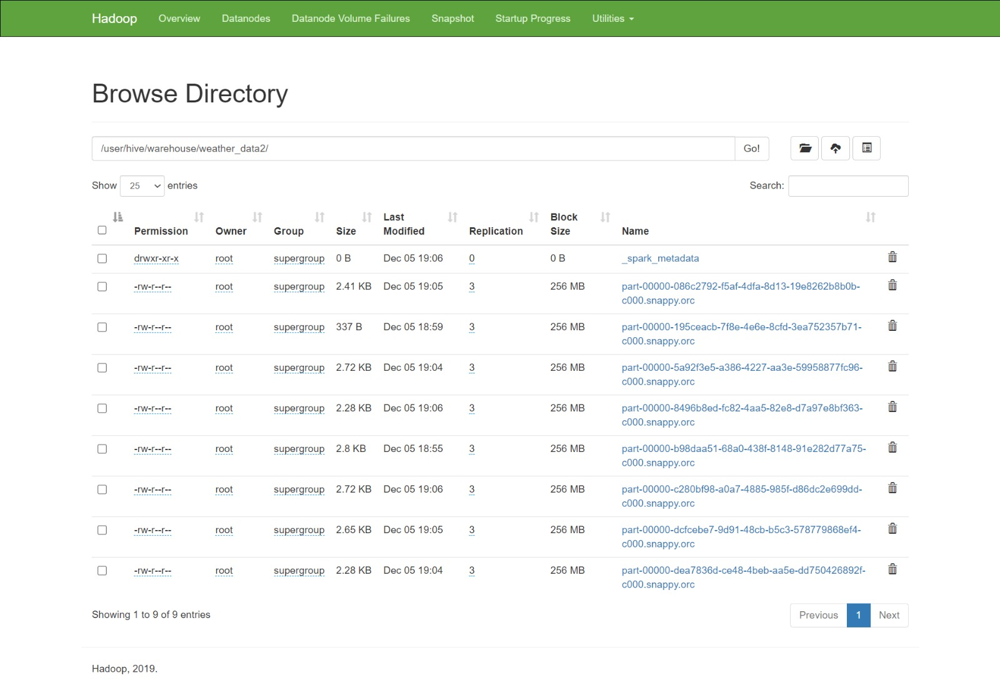 Hadoop Overview Datanodes Datanode Volume Failures Snapshot Startup Progress Utilities
Browse Directory
/user/hive/warehouse/weather_data2/ Go!
Show 25 entries Search:
Permission Owner Group Size Last Modified Replication Block Size Name
drwxr-xr-x root supergroup 0 B Dec 05 19:06 0 0 B _spark_metadata
-rw-r--r-- root supergroup 2.41 KB Dec 05 19:05 3 256 MB part-00000-086c2792-f5af-4dfa-8d13-19e8262b8b0b-
c000.snappy.orc
-rw-r--r-- root supergroup 337 B Dec 05 18:59 3 256 MB part-00000-195ceacb-7f8e-4e6e-8cfd-3ea752357b71-
c000.snappy.orc
-rw-r--r-- root supergroup 2.72 KB Dec 05 19:04 3 256 MB part-00000-5a92f3e5-a386-4227-aa3e-59958877fc96-
c000.snappy.orc
-rw-r--r-- root supergroup 2.28 KB Dec 05 19:06 3 256 MB part-00000-8496b8ed-fc82-4aa5-82e8-d7a97e8bf363-
c000.snappy.orc
-rw-r--r-- root supergroup 2.8 KB Dec 05 18:55 3 256 MB part-00000-b98daa51-68a0-438f-8148-91e282d77a75-
c000.snappy.orc
-rw-r--r-- root supergroup 2.72 KB Dec 05 19:06 3 256 MB part-00000-c280bf98-a0a7-4885-985f-d86dc2e699dd-
c000.snappy.orc
-rw-r--r-- root supergroup 2.65 KB Dec 05 19:05 3 256 MB part-00000-dcfcebe7-9d91-48cb-b5c3-578779868ef4-
c000.snappy.orc
-rw-r--r-- root supergroup 2.28 KB Dec 05 19:04 3 256 MB part-00000-dea7836d-ce48-4beb-aa5e-dd750426892f-
c000.snappy.orc
Showing 1 to 9 of 9 entries Previous 1 Next
Hadoop, 2019.